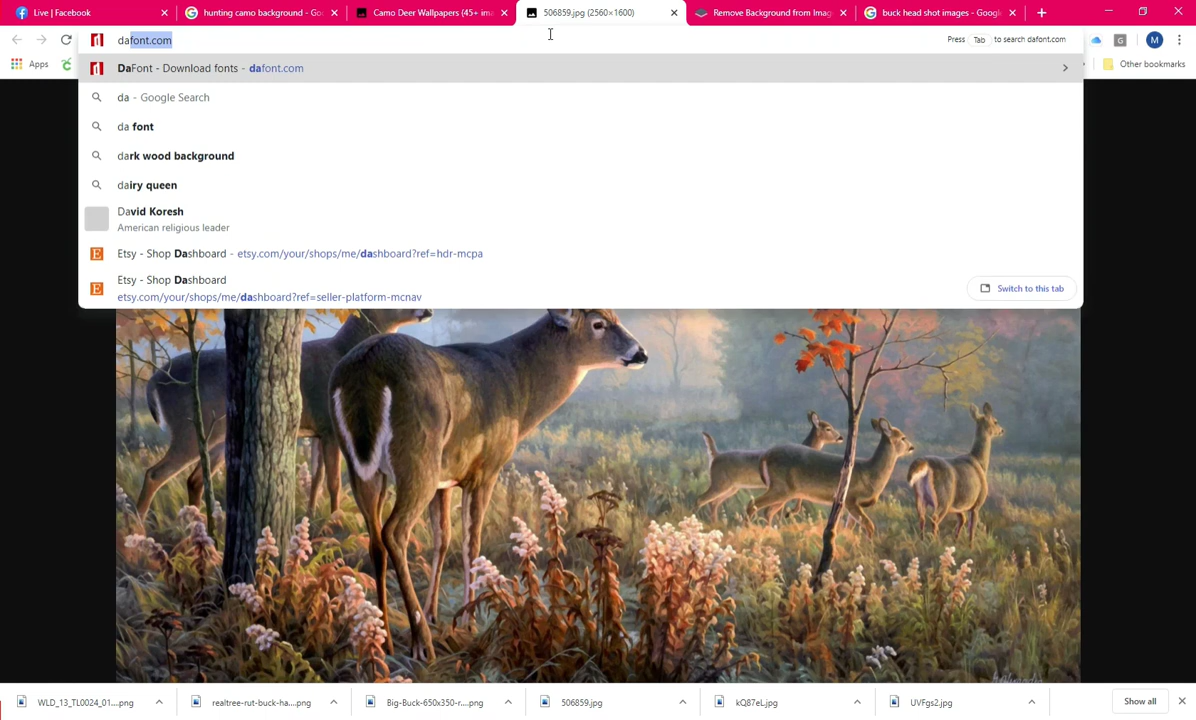 Live | Facebook
hunting camo background - Goo
Camo Deer Wallpapers (45+ ima
506859.jpg (2560×1600)
Remove Background from Imag
buck head shot images - Google
dafont.com
Press Tab to search dafont.com
M
G
Apps
Other bookmarks
DaFont - Download fonts - dafont.com
da - Google Search
da font
dark wood background
dairy queen
David Koresh
American religious leader
Etsy - Shop Dashboard - etsy.com/your/shops/me/dashboard?ref=hdr-mcpa
Etsy - Shop Dashboard
etsy.com/your/shops/me/dashboard?ref=seller-platform-mcnav
Switch to this tab
WLD_13_TL0024_01....png
realtree-rut-buck-ha....png
Big-Buck-650x350-r....png
506859.jpg
kQ87eL.jpg
UVFgs2.jpg
Show all